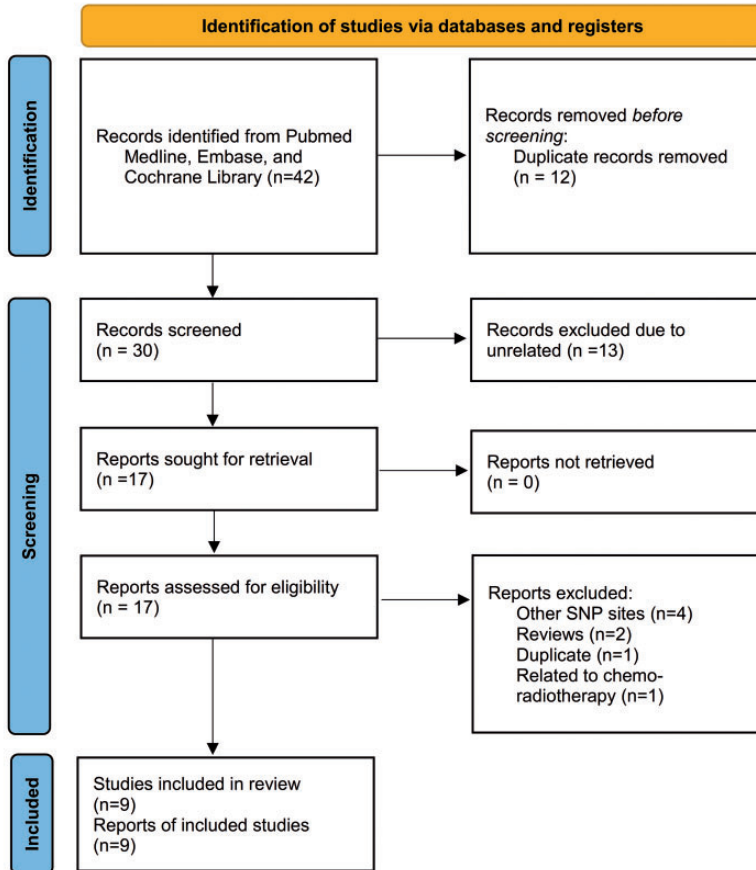 Identification of studies via databases and registers
Identification
Records identified from Pubmed
Medline, Embase, and
Cochrane Library (n=42)
Records removed before
screening:
Duplicate records removed
(n = 12)
Screening
Records screened
(n = 30)
Records excluded due to
unrelated (n =13)
Reports sought for retrieval
(n =17)
Reports not retrieved
(n = 0)
Reports assessed for eligibility
(n = 17)
Reports excluded:
Other SNP sites (n=4)
Reviews (n=2)
Duplicate (n=1)
Related to chemo-
radiotherapy (n=1)
Included
Studies included in review
(n=9)
Reports of included studies
(n=9)